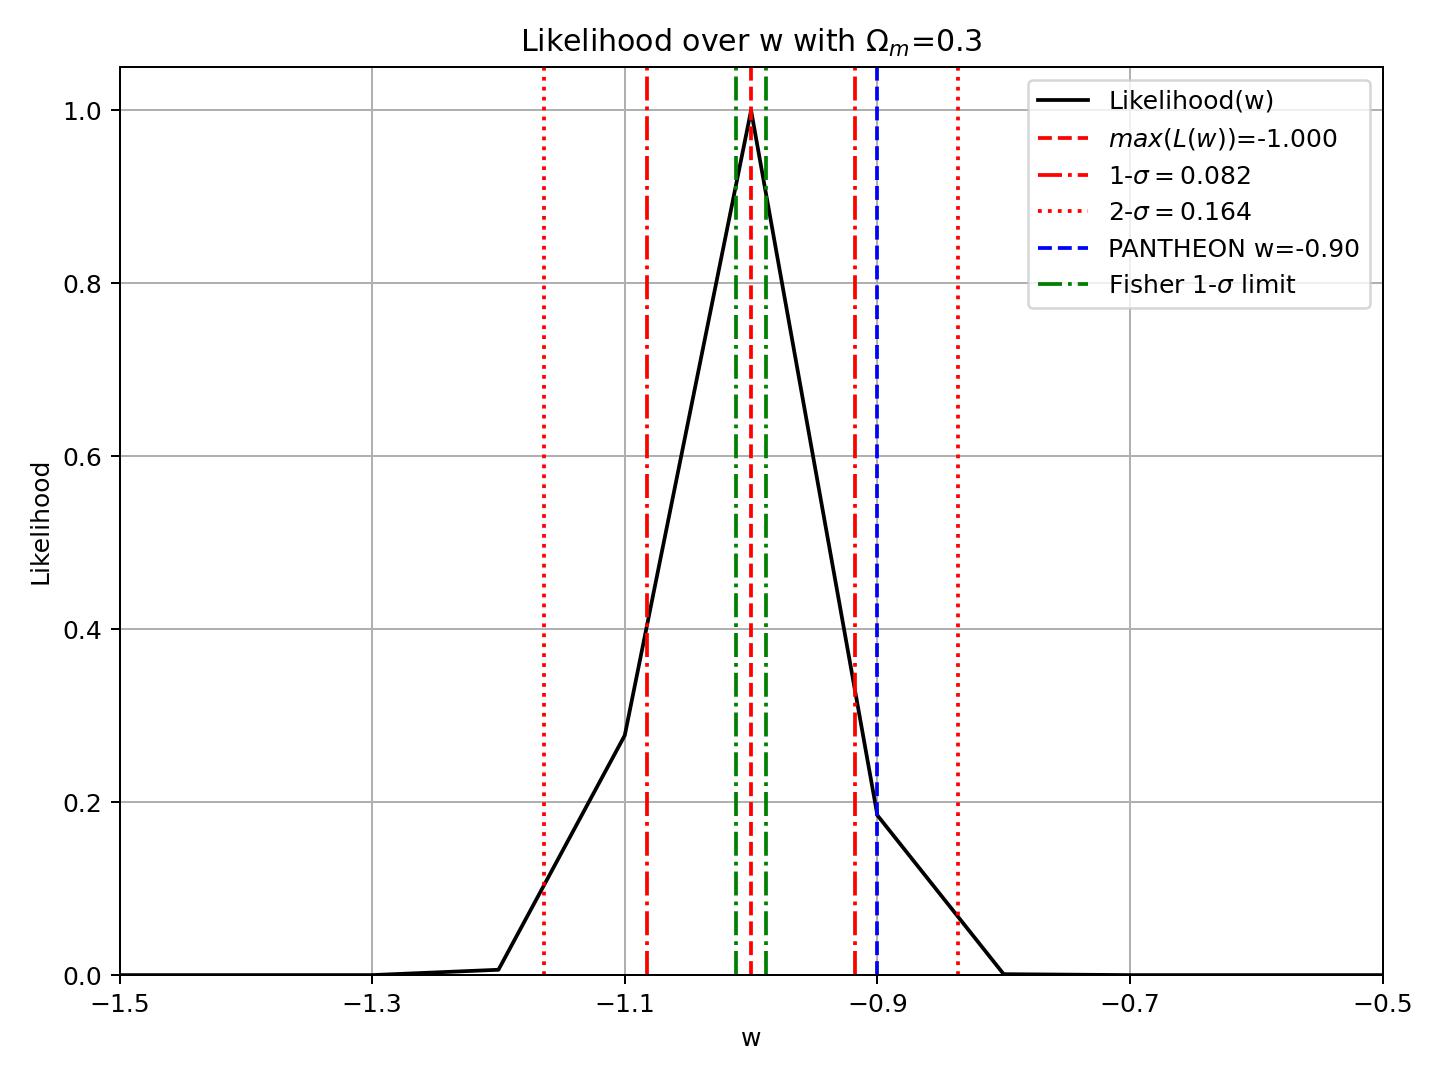 Likelihood over w with Ωₘ=0.3
Likelihood
1.0
0.8
0.6
0.4
0.2
0.0
Likelihood(w)
max(L(w))=-1.000
1-σ = 0.082
2-σ = 0.164
PANTHEON w=-0.90
Fisher 1-σ limit
−1.5 −1.3 −1.1 −0.9 −0.7 −0.5
w